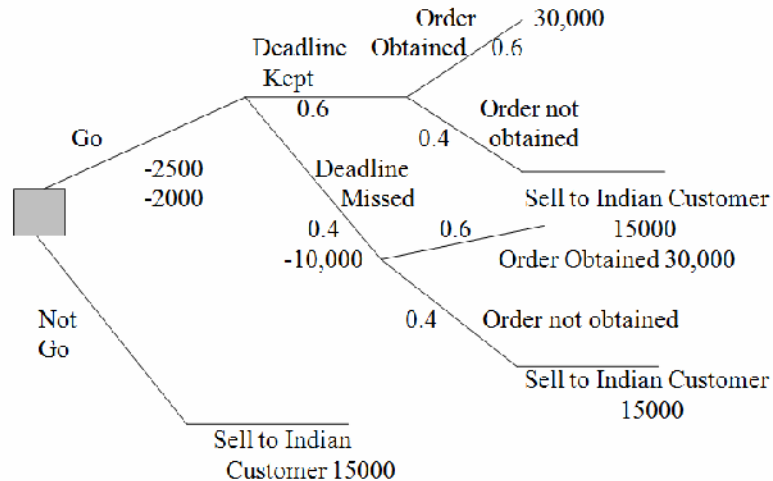 Order
30,000
Deadline
Obtained
0.6
Kept
0.6
Order not
obtained
Go
0.4
-2500
-2000
Deadline
Missed
Sell to Indian Customer
15000
0.4
0.6
-10,000
Order Obtained 30,000
Not
Go
0.4
Order not obtained
Sell to Indian Customer
15000
Sell to Indian
Customer 15000